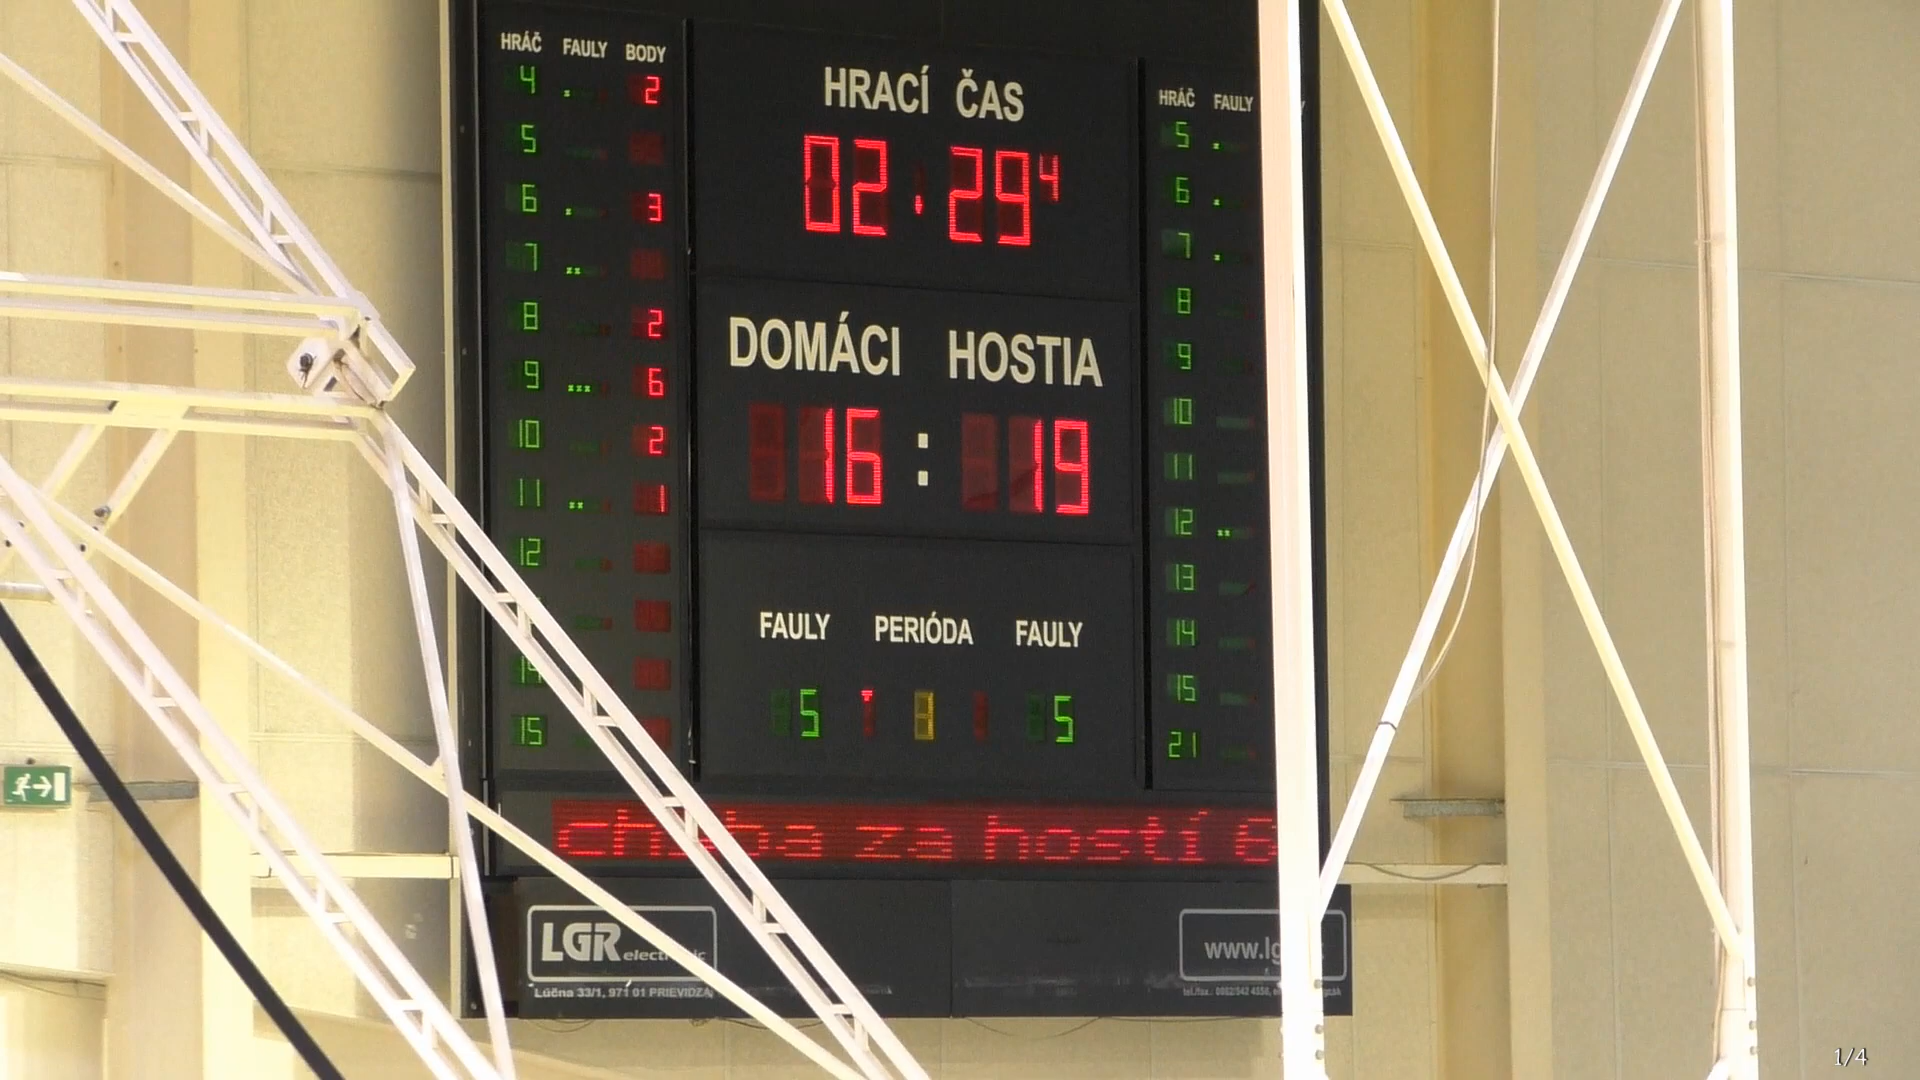 HRÁČ FAULY BODY
4 2
5
6 3
7
8 2
9 6
10 2
11 1
12
14
15
HRACÍ ČAS
02:29 4
DOMÁCI HOSTIA
16 : 19
FAULY PERIÓDA FAULY
5 1 5
HRÁČ FAULY
5
6
7
8
9
10
11
12
13
14
15
21
za hostí
LGR electronic
Lúčna 33/1, 971 01 PRIEVIDZA
1/4